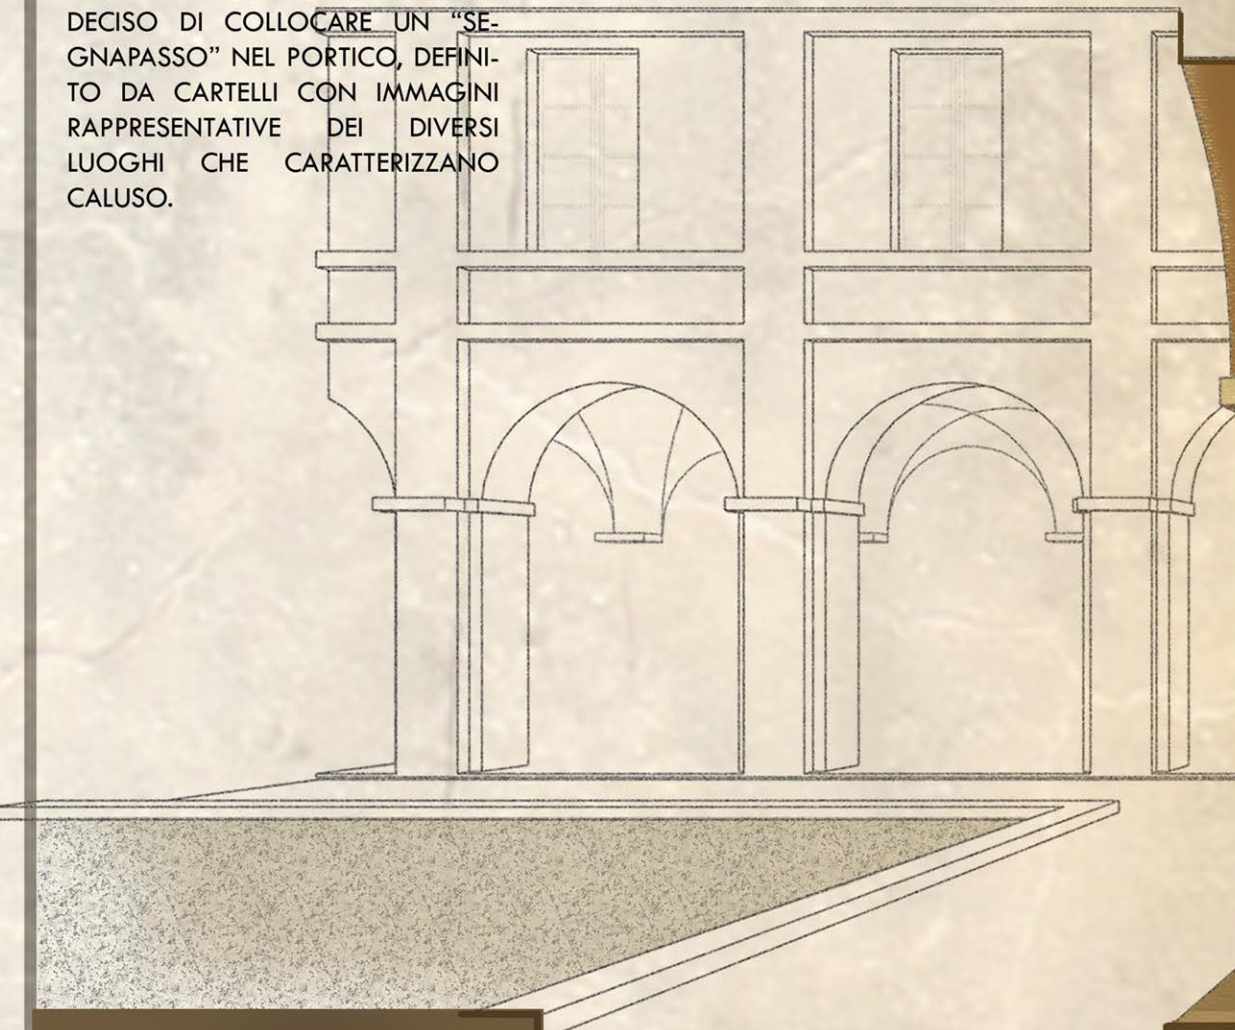 DECISO DI COLLOCARE UN “SE-
GNAPASSO” NEL PORTICO, DEFINI-
TO DA CARTELLI CON IMMAGINI
RAPPRESENTATIVE DEI DIVERSI
LUOGHI CHE CARATTERIZZANO
CALUSO.